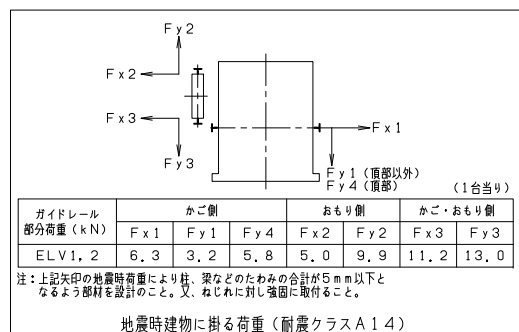 Fy2
Fx2
Fx3
Fy3
Fx1
Fy1(頂部以外)
Fy4(頂部)
(1台当り)
ガイドレール部分荷重(kN) かご側 おもり側 かご・おもり側
Fx1 Fy1 Fy4 Fx2 Fy2 Fx3 Fy3
ELV1,2 6.3 3.2 5.8 5.0 9.9 11.2 13.0
注:上記矢印の地震時荷重により柱、梁などのたわみの合計が5mm以下と
なるよう部材を設計のこと。又、ねじれに対し強固に取付ること。
地震時建物に掛る荷重(耐震クラスA14)